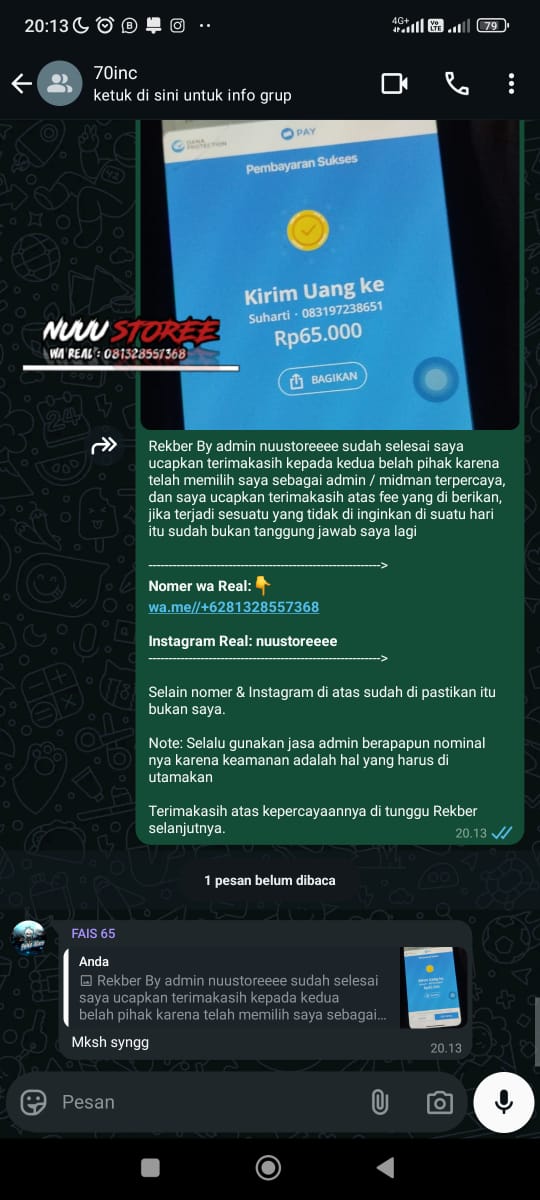 20:13
4G+
Vo
LTE
79
70inc
ketuk di sini untuk info grup
DANA
PROTECTION
PAY
Pembayaran Sukses
Kirim Uang ke
Suharti · 083197238651
Rp65.000
BAGIKAN
NUUU STOREE
WA REAL : 081328557368
Rekber By admin nuustoreeee sudah selesai saya
ucapkan terimakasih kepada kedua belah pihak karena
telah memilih saya sebagai admin / midman terpercaya,
dan saya ucapkan terimakasih atas fee yang di berikan,
jika terjadi sesuatu yang tidak di inginkan di suatu hari
itu sudah bukan tanggung jawab saya lagi
---------------------------------------------------------->
Nomer wa Real:👇
wa.me//+6281328557368
Instagram Real: nuustoreeee
---------------------------------------------------------->
Selain nomer & Instagram di atas sudah di pastikan itu
bukan saya.
Note: Selalu gunakan jasa admin berapapun nominal
nya karena keamanan adalah hal yang harus di
utamakan
Terimakasih atas kepercayaannya di tunggu Rekber
selanjutnya.
20.13
1 pesan belum dibaca
FAIS 65
Anda
Rekber By admin nuustoreeee sudah selesai
saya ucapkan terimakasih kepada kedua
belah pihak karena telah memilih saya sebagai...
Mksh syngg
20.13
Pesan